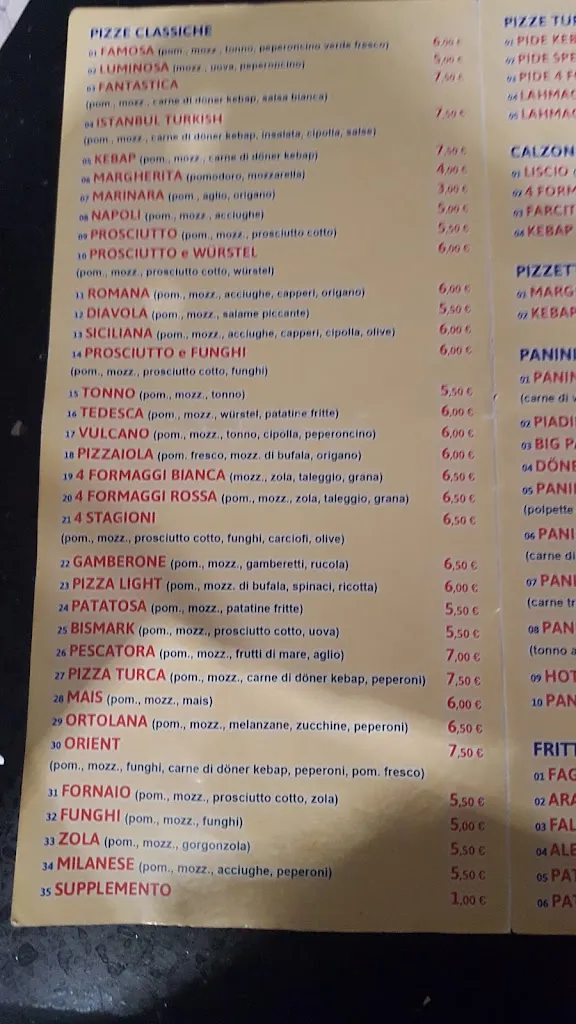 PIZZE CLASSICHE
01 FAMOSA (pom., mozz., tonno, peperoncino verde fresco) 6,00 €
02 LUMINOSA (mozz., uova, peperoncino) 5,00 €
03 FANTASTICA 7,50 €
(pom., mozz., carne di döner kebap, salsa bianca)
04 ISTANBUL TURKISH 7,50 €
(pom., mozz., carne di döner kebap, insalata, cipolla, salse)
05 KEBAP (pom., mozz., carne di döner kebap) 7,00 €
06 MARGHERITA (pomodoro, mozzarella) 4,00 €
07 MARINARA (pom., aglio, origano) 3,00 €
08 NAPOLI (pom., mozz., acciughe) 5,00 €
09 PROSCIUTTO (pom., mozz., prosciutto cotto) 5,50 €
10 PROSCIUTTO e WÜRSTEL 6,00 €
(pom., mozz., prosciutto cotto, würstel)
11 ROMANA (pom., mozz., acciughe, capperi, origano) 6,00 €
12 DIAVOLA (pom., mozz., salame piccante) 5,50 €
13 SICILIANA (pom., mozz., acciughe, capperi, cipolla, olive) 6,00 €
14 PROSCIUTTO e FUNGHI 6,00 €
(pom., mozz., prosciutto cotto, funghi)
15 TONNO (pom., mozz., tonno) 5,50 €
16 TEDESCA (pom., mozz., würstel, patatine fritte) 6,00 €
17 VULCANO (pom., mozz., tonno, cipolla, peperoncino) 6,00 €
18 PIZZAIOLA (pom. fresco, mozz. di bufala, origano) 6,00 €
19 4 FORMAGGI BIANCA (mozz., zola, taleggio, grana) 6,50 €
20 4 FORMAGGI ROSSA (pom., mozz., zola, taleggio, grana) 6,50 €
21 4 STAGIONI 6,50 €
(pom., mozz., prosciutto cotto, funghi, carciofi, olive)
22 GAMBERONE (pom., mozz., gamberetti, rucola) 6,50 €
23 PIZZA LIGHT (pom., mozz. di bufala, spinaci, ricotta) 6,00 €
24 PATATOSA (pom., mozz., patatine fritte) 5,50 €
25 BISMARK (pom., mozz., prosciutto cotto, uova) 5,50 €
26 PESCATORA (pom., mozz., frutti di mare, aglio) 7,00 €
27 PIZZA TURCA (pom., mozz., carne di döner kebap, peperoni) 7,50 €
28 MAIS (pom., mozz., mais) 6,00 €
29 ORTOLANA (pom., mozz., melanzane, zucchine, peperoni) 6,50 €
30 ORIENT 7,50 €
(pom., mozz., funghi, carne di döner kebap, peperoni, pom. fresco)
31 FORNAIO (pom., mozz., prosciutto cotto, zola) 5,50 €
32 FUNGHI (pom., mozz., funghi) 5,00 €
33 ZOLA (pom., mozz., gorgonzola) 5,50 €
34 MILANESE (pom., mozz., acciughe, peperoni) 5,50 €
35 SUPPLEMENTO 1,00 €
PIZZE TUR
01 PIDE KEB
02 PIDE SPE
03 PIDE 4 F
04 LAHMAC
05 LAHMAC
CALZON
01 LISCIO
02 4 FORM
03 FARCIT
04 KEBAP
PIZZET
01 MARG
02 KEBAP
PANINI
01 PANIN
(carne di v
02 PIADI
03 BIG PA
04 DÖNE
05 PANI
(polpette
06 PANI
(carne di
07 PANI
(carne tr
08 PAN
(tonno a
09 HOT
10 PAN
FRITT
01 FAG
02 ARA
03 FAL
04 ALE
05 PAT
06 PAT